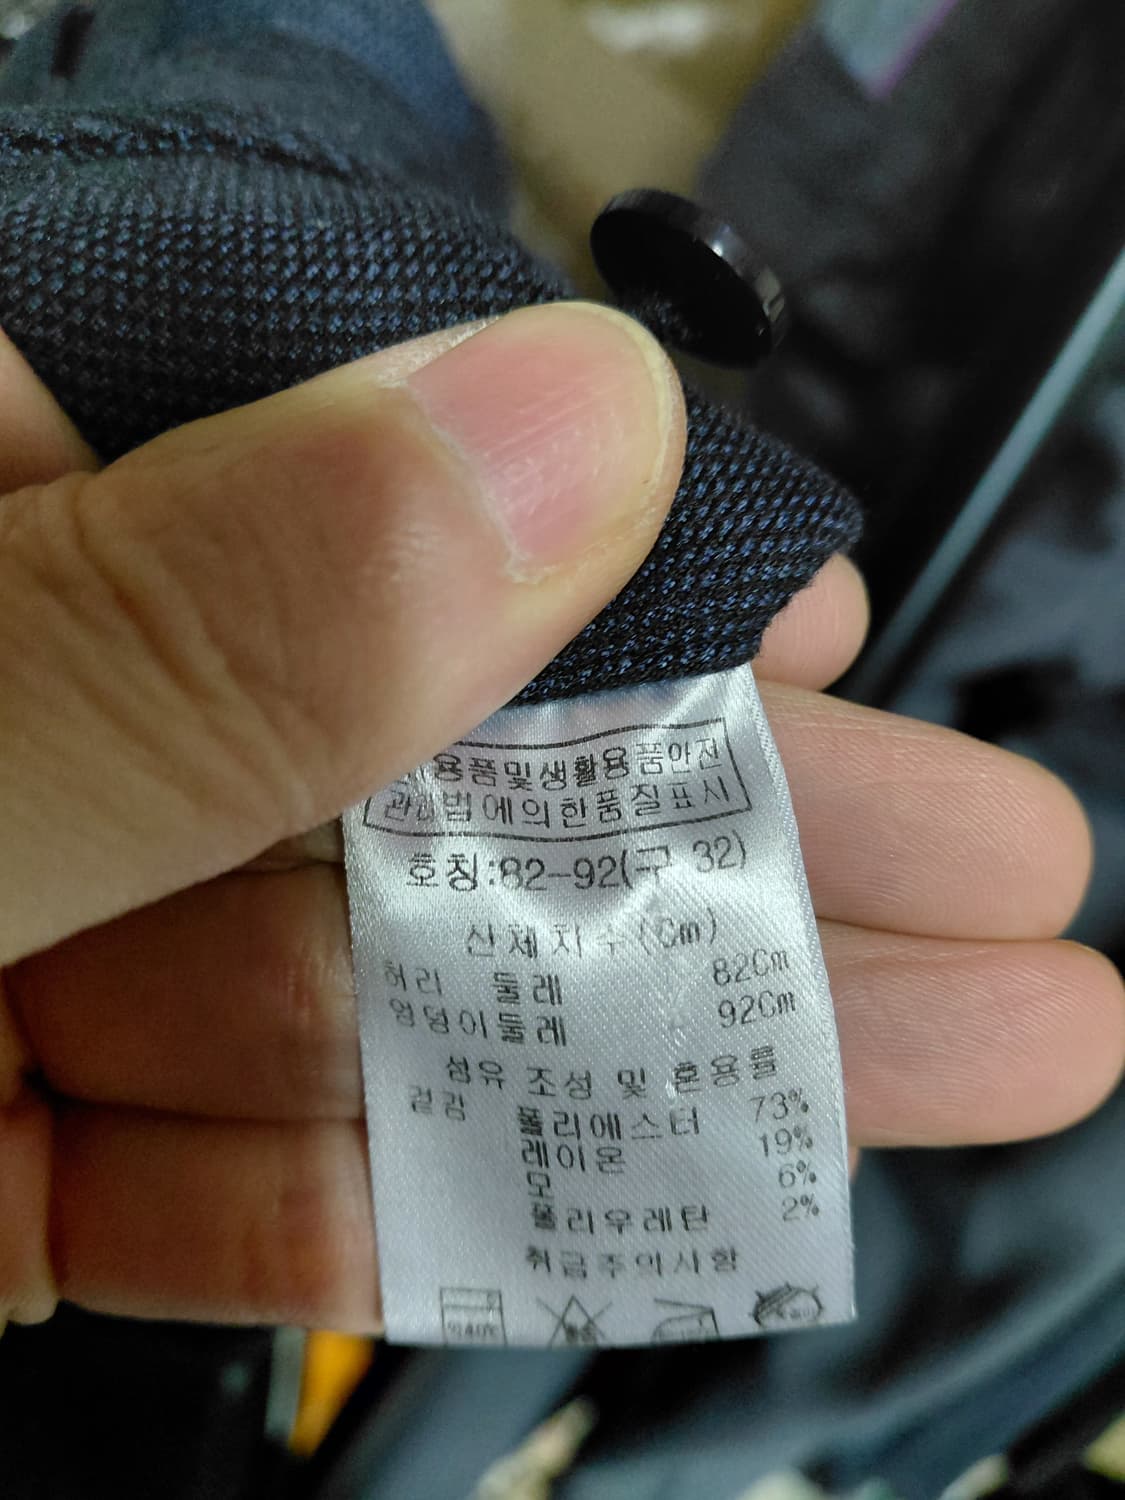 용품및생활용품안전
관리법에의한품질표시
호칭:82-92(구 32)
신체치수(Cm)
허리 둘레 82Cm
엉덩이둘레 92Cm
섬유 조성 및 혼용률
겉감 폴리에스터 73%
레이온 19%
모 6%
폴리우레탄 2%
취급주의사항